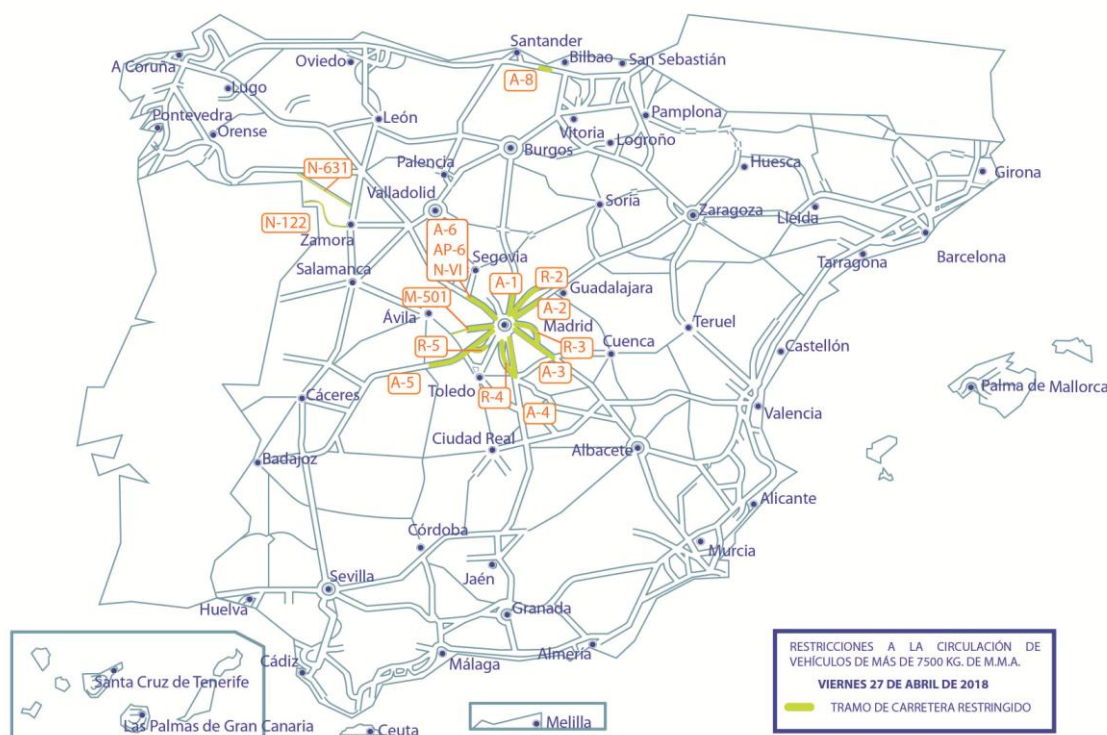 Santander
Bilbao
San Sebastián
Oviedo
A Coruña
A-8
Lugo
Pontevedra
Orense
León
Pamplona
Vitoria
Logroño
Burgos
Palencia
Huesca
Girona
N-631
Valladolid
Soria
Zaragoza
Lleida
N-122
Zamora
A-6
AP-6
N-VI
Segovia
Barcelona
Tarragona
Salamanca
A-1
R-2
Guadalajara
M-501
A-2
Ávila
Madrid
Teruel
R-5
R-3
Cuenca
Castellón
A-3
A-5
Toledo
Palma de Mallorca
Cáceres
R-4
A-4
Valencia
Ciudad Real
Albacete
Badajoz
Alicante
Córdoba
Murcia
Jaén
Sevilla
Huelva
Granada
Almería
Cádiz
Málaga
Santa Cruz de Tenerife
Las Palmas de Gran Canaria
Ceuta
Melilla
RESTRICCIONES A LA CIRCULACIÓN DE
VEHÍCULOS DE MÁS DE 7500 KG. DE M.M.A.
VIERNES 27 DE ABRIL DE 2018
TRAMO DE CARRETERA RESTRINGIDO